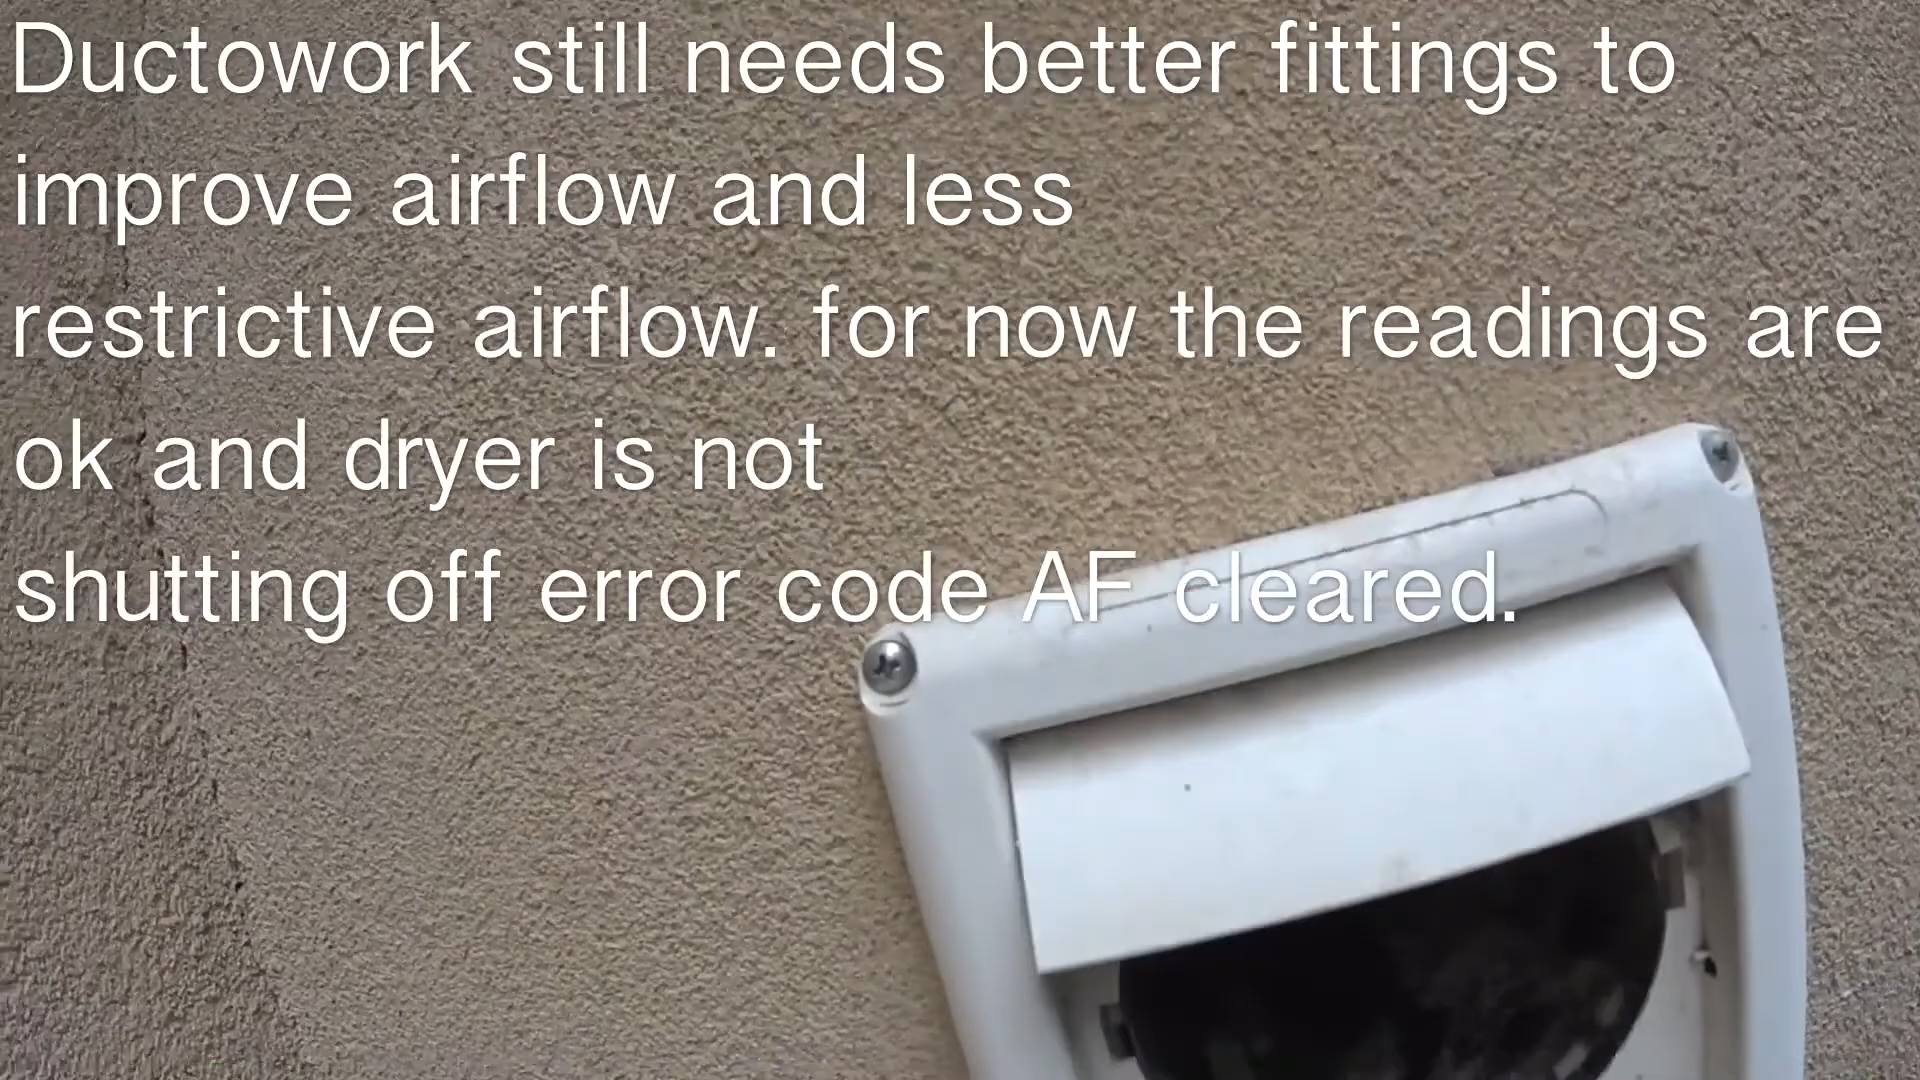 Ductowork still needs better fittings to
improve airflow and less
restrictive airflow. for now the readings are
ok and dryer is not
shutting off error code AF cleared.